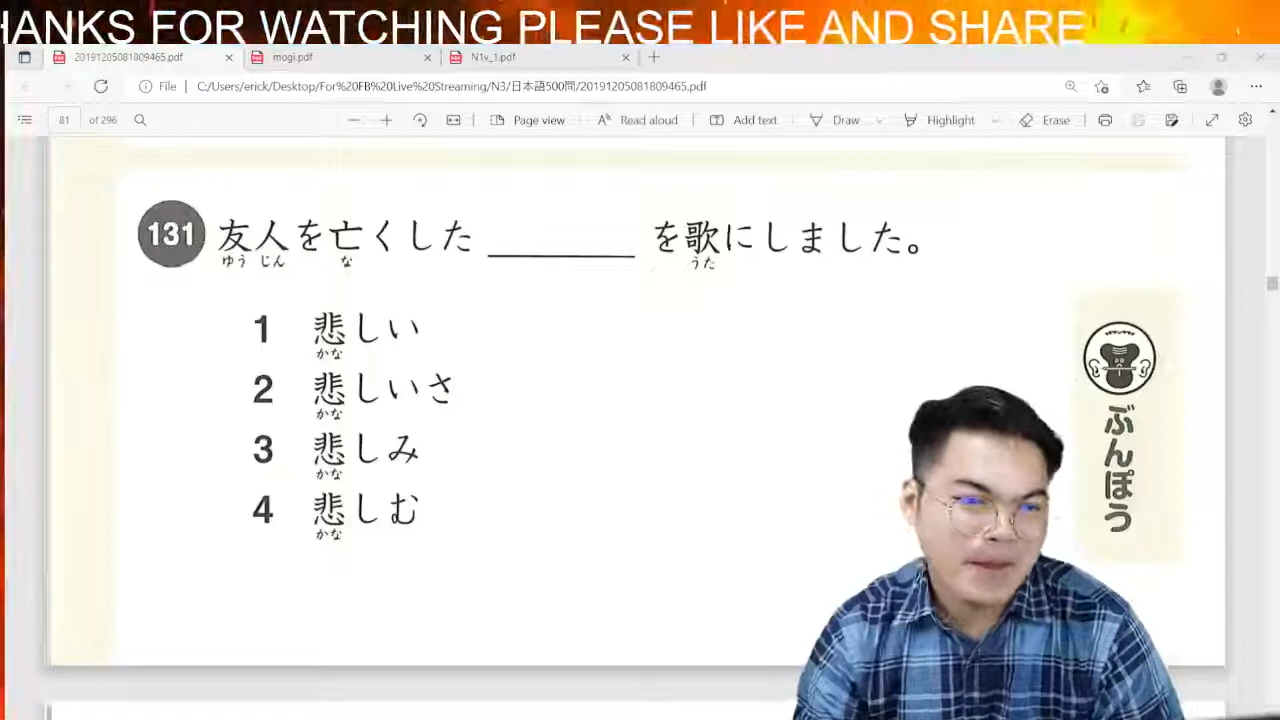 HANKS FOR WATCHING PLEASE LIKE AND SHARE
20191205081809465.pdf
mogi.pdf
N1v_1.pdf
File C:/Users/erick/Desktop/For%20FB%20Live%20Streaming/N3/日本語500問/20191205081809465.pdf
81 of 296 Page view Read aloud Add text Draw Highlight Erase
131 友人を亡くした ________ を歌にしました。
ゆう じん な うた
1 悲しい
かな
2 悲しいさ
かな
3 悲しみ
かな
4 悲しむ
かな
ぶんぽう